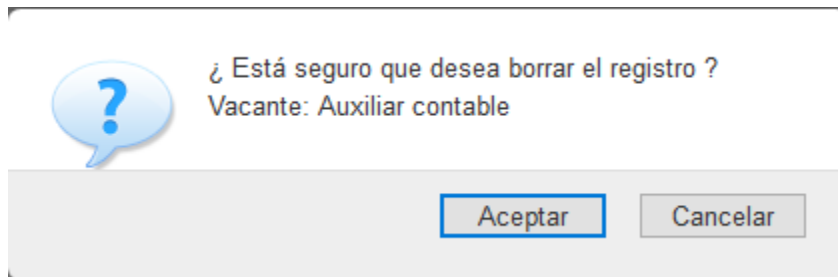 ¿ Está seguro que desea borrar el registro ?
Vacante: Auxiliar contable
Aceptar
Cancelar